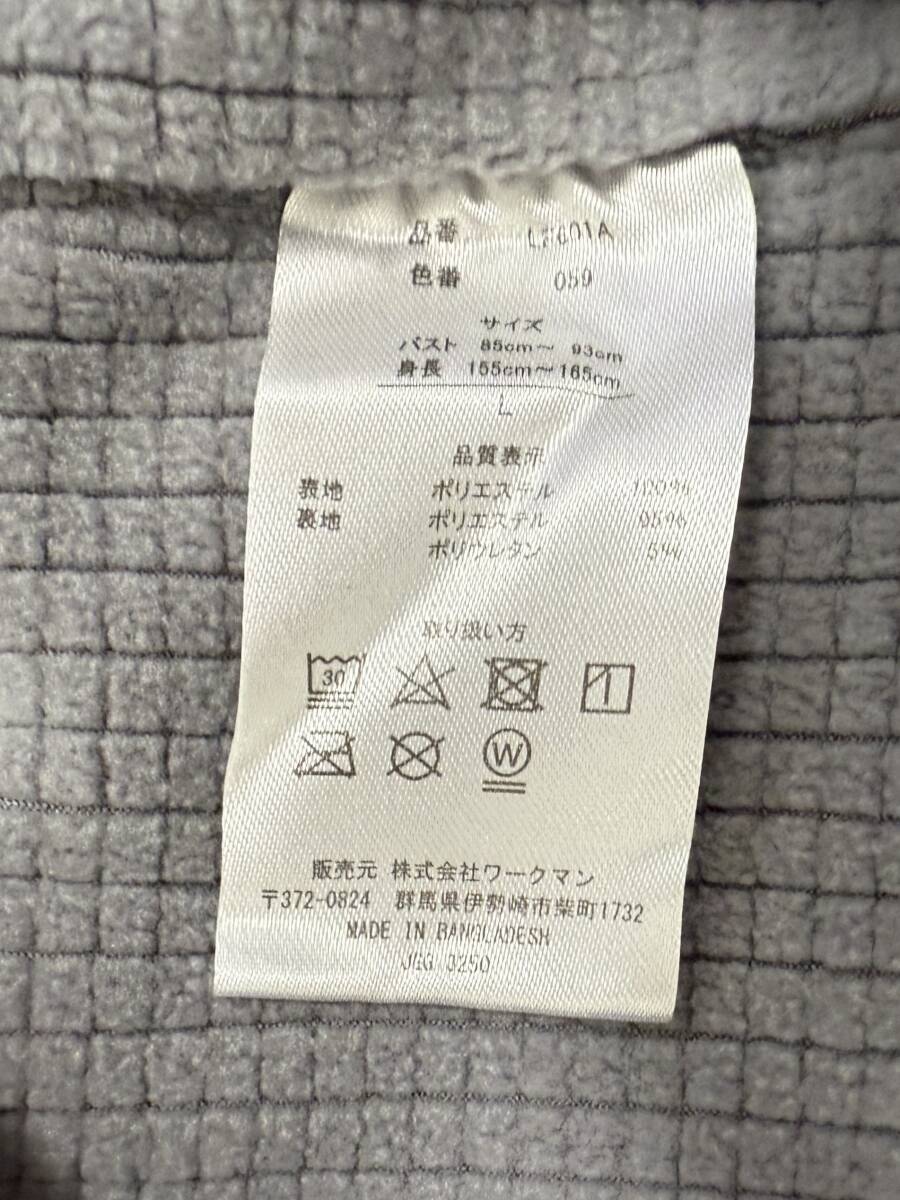 品番 L2601A
色番 059
サイズ
バスト 85cm〜 93cm
身長 155cm〜165cm
L
品質表示
表地 ポリエステル 100%
裏地 ポリエステル 95%
ポリウレタン 5%
取り扱い方
30
W
販売元 株式会社ワークマン
〒372-0824 群馬県伊勢崎市柴町1732
MADE IN BANGLADESH